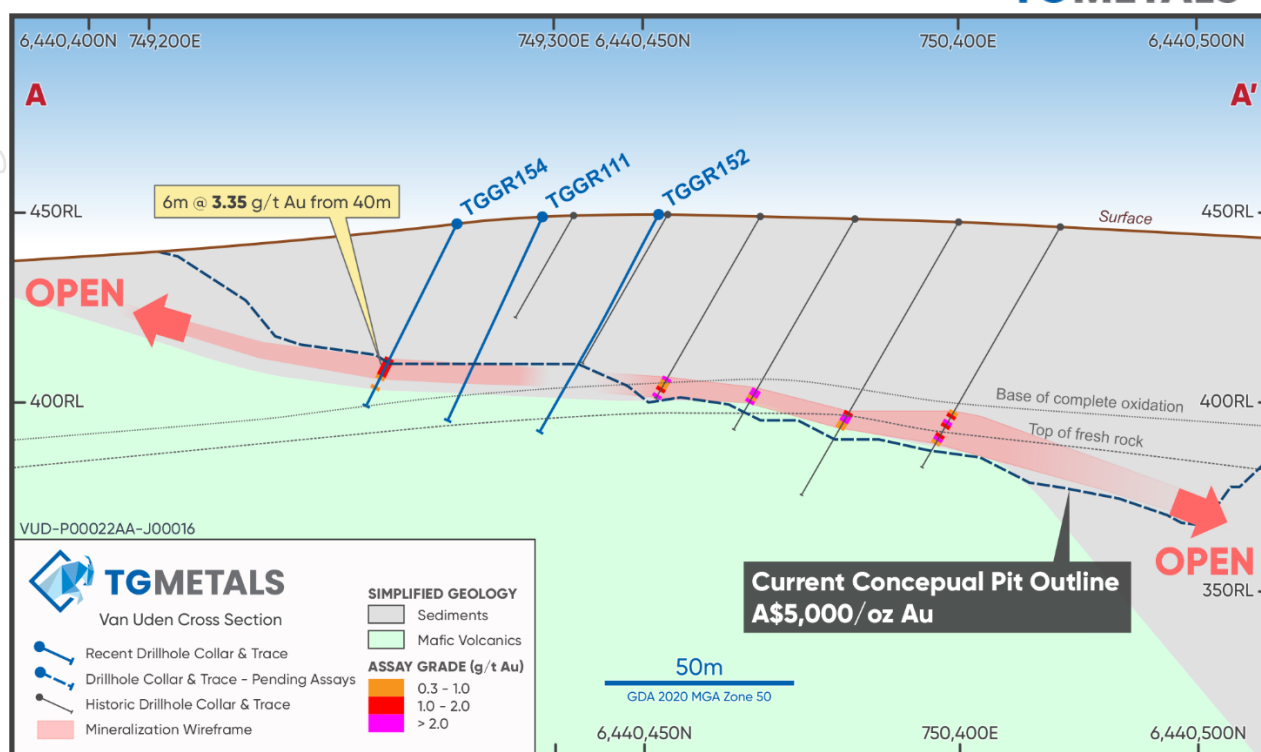 TGMETALS
6,440,400N 749,200E 749,300E 6,440,450N 750,400E 6,440,500N
A A'
TGGR154 TGGR111 TGGR152
6m @ 3.35 g/t Au from 40m
450RL Surface 450RL
OPEN
400RL Base of complete oxidation 400RL
Top of fresh rock
VUD-P00022AA-J00016
OPEN
Current Concepual Pit Outline
A$5,000/oz Au
350RL
TGMETALS
Van Uden Cross Section
Recent Drillhole Collar & Trace
Drillhole Collar & Trace - Pending Assays
Historic Drillhole Collar & Trace
Mineralization Wireframe
SIMPLIFIED GEOLOGY
Sediments
Mafic Volcanics
ASSAY GRADE (g/t Au)
0.3 - 1.0
1.0 - 2.0
> 2.0
50m
GDA 2020 MGA Zone 50
6,440,450N 750,400E 6,440,500N